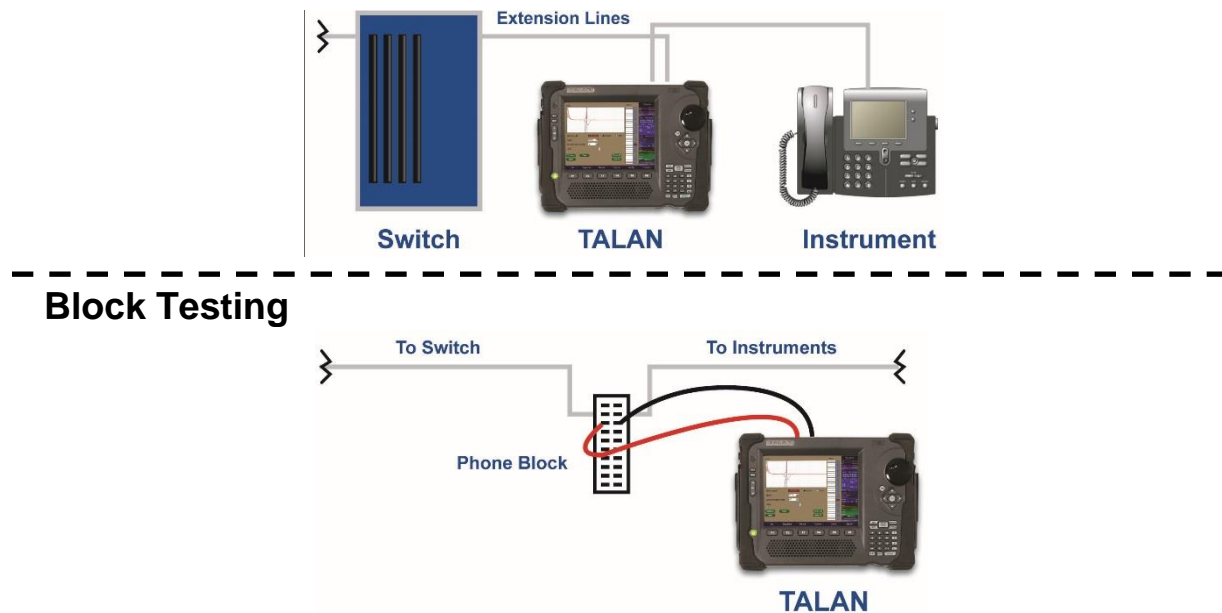 Extension Lines
Switch
TALAN
Instrument
Block Testing
To Switch
To Instruments
Phone Block
TALAN